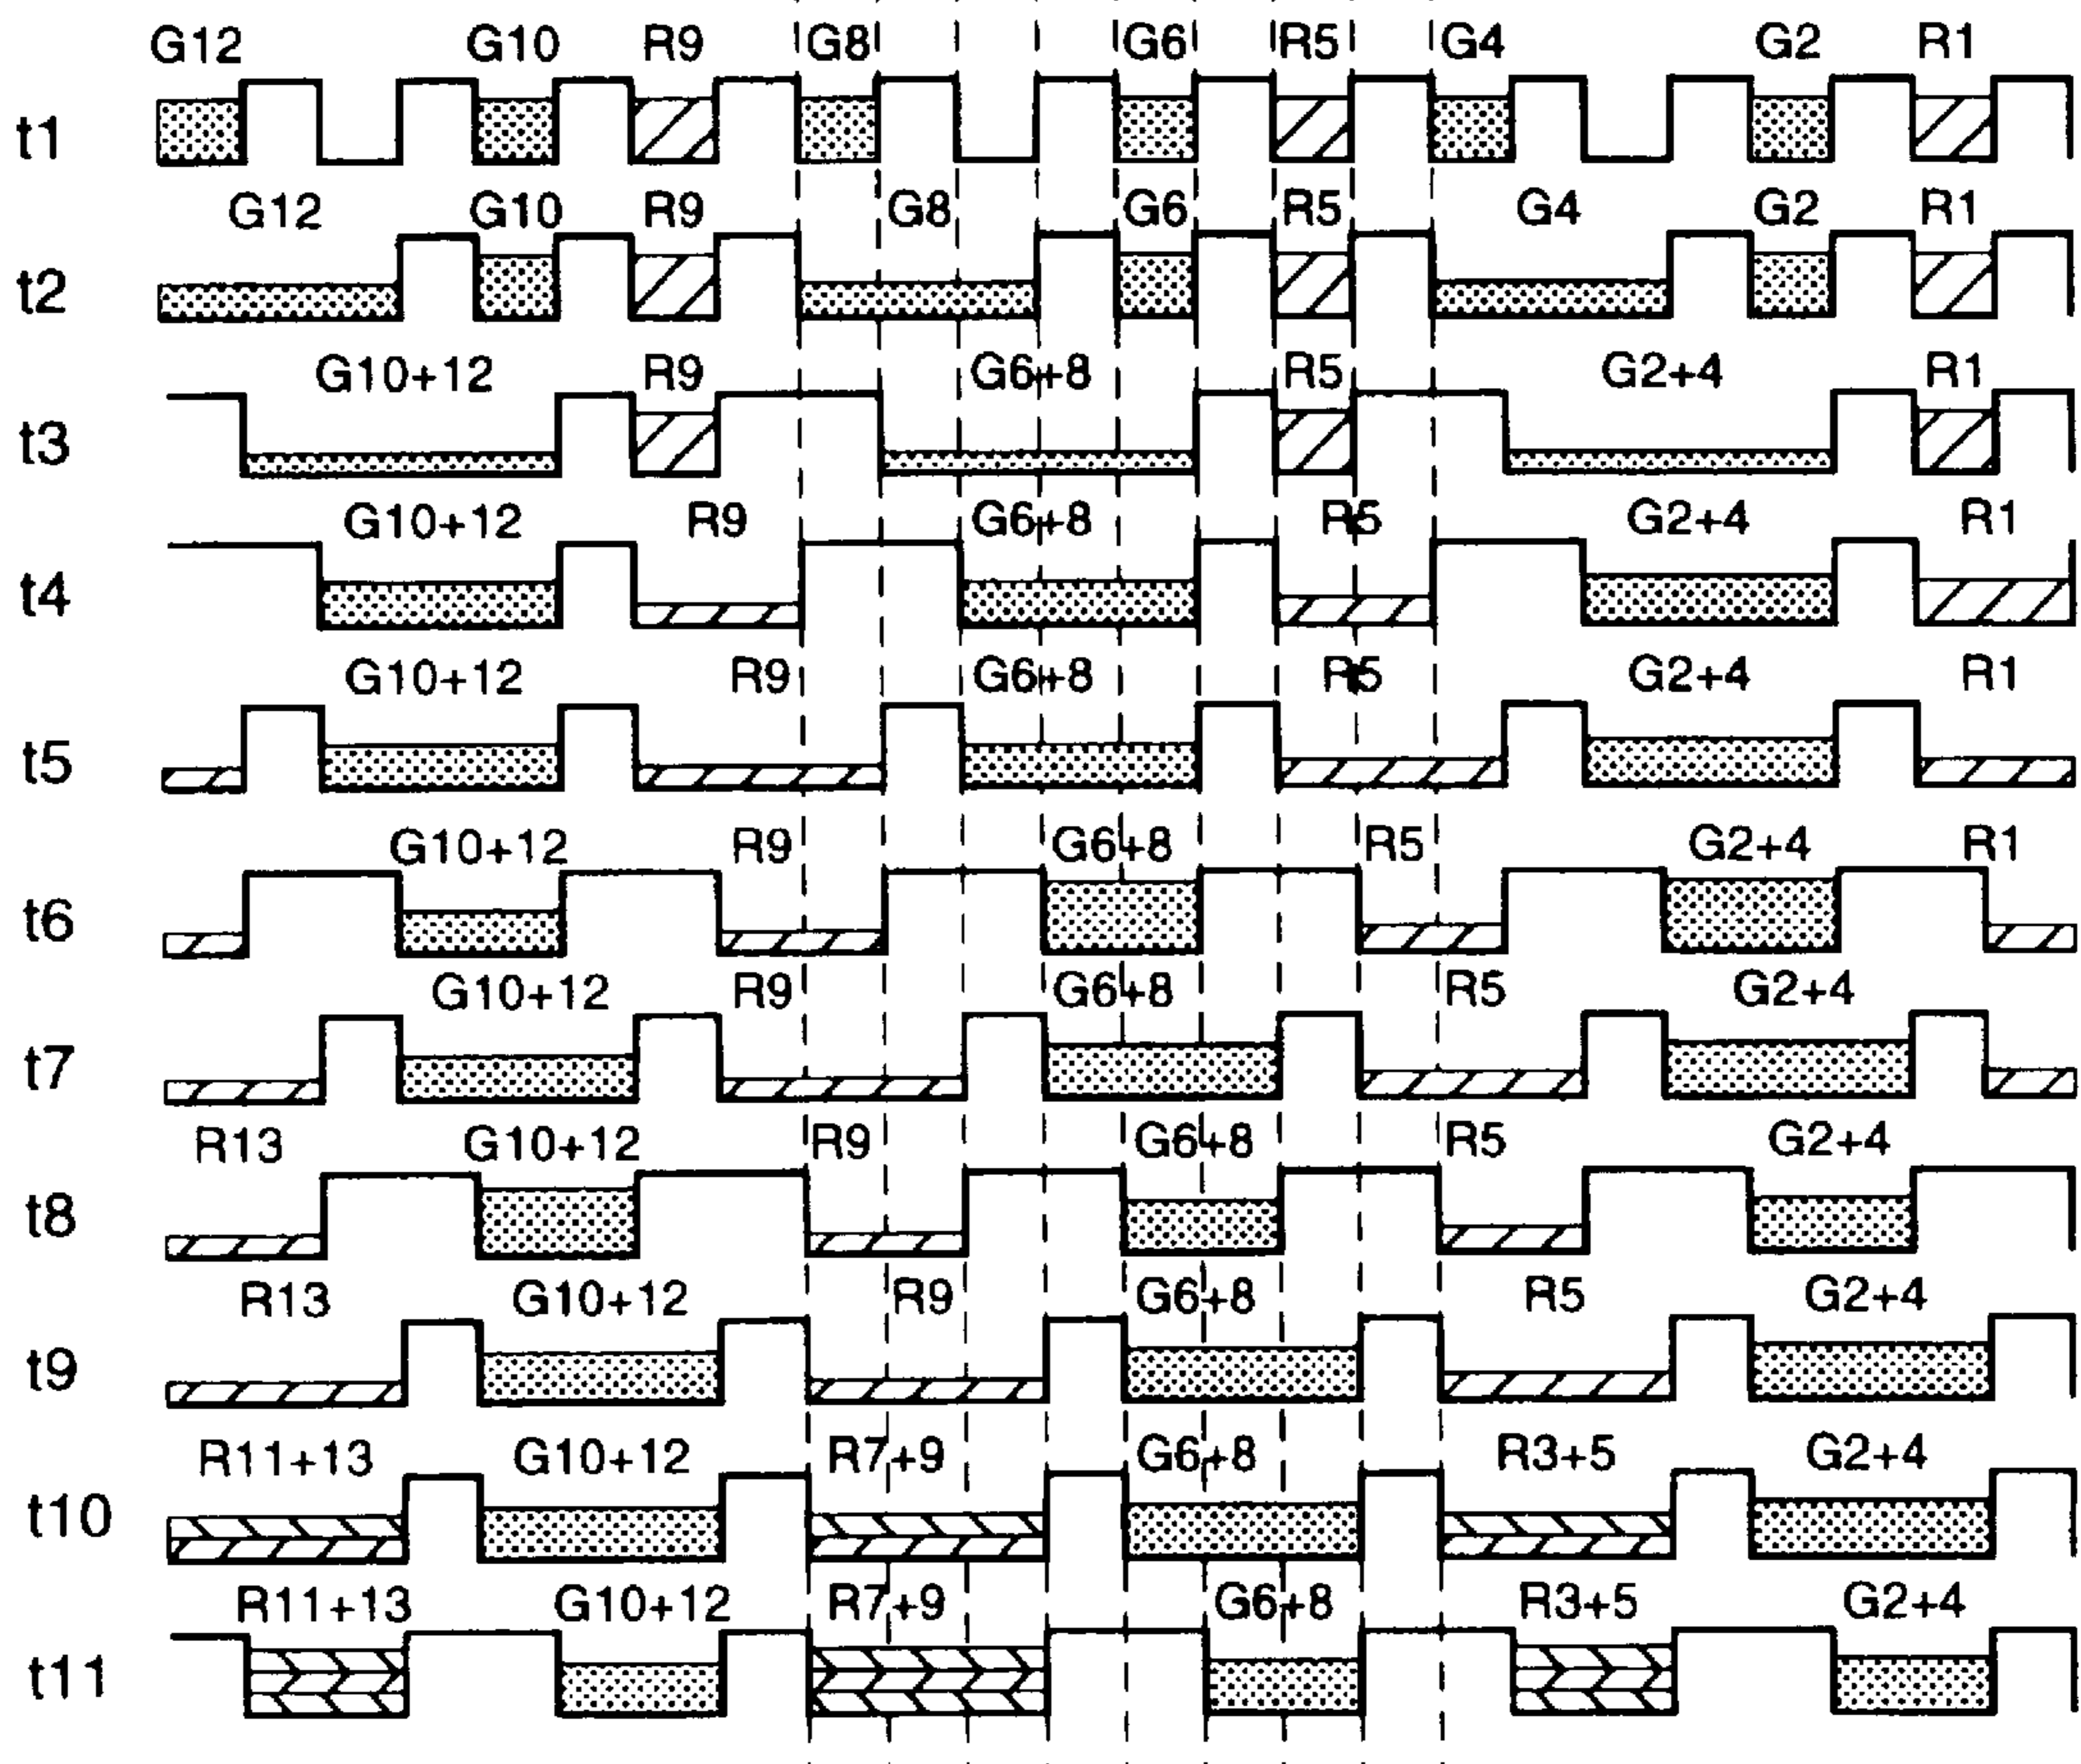 G12 G10 R9 G8 G6 R5 G4 G2 R1
t1
G12 G10 R9 G8 G6 R5 G4 G2 R1
t2
G10+12 R9 G6+8 R5 G2+4 R1
t3
G10+12 R9 G6+8 R5 G2+4 R1
t4
G10+12 R9 G6+8 R5 G2+4 R1
t5
G10+12 R9 G6+8 R5 G2+4 R1
t6
G10+12 R9 G6+8 R5 G2+4
t7
R13 G10+12 R9 G6+8 R5 G2+4
t8
R13 G10+12 R9 G6+8 R5 G2+4
t9
R11+13 G10+12 R7+9 G6+8 R3+5 G2+4
t10
R11+13 G10+12 R7+9 G6+8 R3+5 G2+4
t11